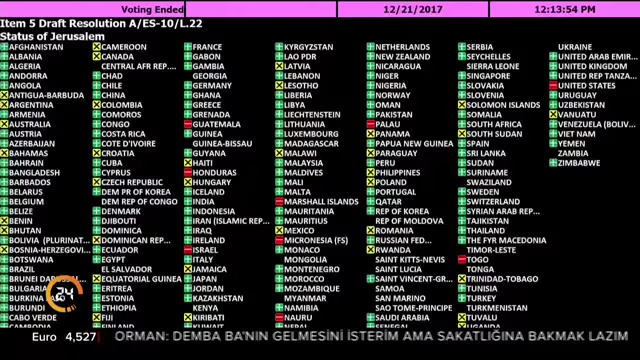 Voting Ended 12/21/2017 12:13:54 PM
Item 5 Draft Resolution A/ES-10/L.22
Status of Jerusalem
AFGHANISTAN
ALBANIA
ALGERIA
ANDORRA
ANGOLA
ANTIGUA-BARBUDA
ARGENTINA
ARMENIA
AUSTRALIA
AUSTRIA
AZERBAIJAN
BAHAMAS
BAHRAIN
BANGLADESH
BARBADOS
BELARUS
BELGIUM
BELIZE
BENIN
BHUTAN
BOLIVIA (PLURINAT...
BOSNIA-HERZEGOVI...
BOTSWANA
BRAZIL
BRUNEI DARUSS...
BULGARIA
BURKINA FASO
BURUNDI
CABO VERDE
CAMBODIA
CAMEROON
CANADA
CENTRAL AFR REP...
CHAD
CHILE
CHINA
COLOMBIA
COMOROS
CONGO
COSTA RICA
COTE D'IVOIRE
CROATIA
CUBA
CYPRUS
CZECH REPUBLIC
DEM PR OF KOREA
DEM REP OF CONGO
DENMARK
DJIBOUTI
DOMINICA
DOMINICAN REP...
ECUADOR
EGYPT
EL SALVADOR
EQUATORIAL GUINEA
ERITREA
ESTONIA
ETHIOPIA
FIJI
FINLAND
FRANCE
GABON
GAMBIA
GEORGIA
GERMANY
GHANA
GREECE
GRENADA
GUATEMALA
GUINEA
GUINEA-BISSAU
GUYANA
HAITI
HONDURAS
HUNGARY
ICELAND
INDIA
INDONESIA
IRAN (ISLAMIC REP...
IRAQ
IRELAND
ISRAEL
ITALY
JAMAICA
JAPAN
JORDAN
KAZAKHSTAN
KENYA
KIRIBATI
KUWAIT
KYRGYZSTAN
LAO PDR
LATVIA
LEBANON
LESOTHO
LIBERIA
LIBYA
LIECHTENSTEIN
LITHUANIA
LUXEMBOURG
MADAGASCAR
MALAWI
MALAYSIA
MALDIVES
MALI
MALTA
MARSHALL ISLANDS
MAURITANIA
MAURITIUS
MEXICO
MICRONESIA (FS)
MONACO
MONGOLIA
MONTENEGRO
MOROCCO
MOZAMBIQUE
MYANMAR
NAMIBIA
NAURU
NEPAL
NETHERLANDS
NEW ZEALAND
NICARAGUA
NIGER
NIGERIA
NORWAY
OMAN
PAKISTAN
PALAU
PANAMA
PAPUA NEW GUINEA
PARAGUAY
PERU
PHILIPPINES
POLAND
PORTUGAL
QATAR
REP OF KOREA
REP OF MOLDOVA
ROMANIA
RUSSIAN FED...
RWANDA
SAINT KITTS-NEVIS
SAINT LUCIA
SAINT VINCENT-GR...
SAMOA
SAN MARINO
SAO TOME-PRINCIPE
SAUDI ARABIA
SENEGAL
SERBIA
SEYCHELLES
SIERRA LEONE
SINGAPORE
SLOVAKIA
SLOVENIA
SOLOMON ISLANDS
SOMALIA
SOUTH AFRICA
SOUTH SUDAN
SPAIN
SRI LANKA
SUDAN
SURINAME
SWAZILAND
SWEDEN
SWITZERLAND
SYRIAN ARAB REP...
TAJIKISTAN
THAILAND
THE FYR MACEDONIA
TIMOR-LESTE
TOGO
TONGA
TRINIDAD-TOBAGO
TUNISIA
TURKEY
TURKMENISTAN
TUVALU
UGANDA
UKRAINE
UNITED ARAB EMIR...
UNITED KINGDOM
UNITED REP TANZA...
UNITED STATES
URUGUAY
UZBEKISTAN
VANUATU
VENEZUELA (BOLIV...
VIET NAM
YEMEN
ZAMBIA
ZIMBABWE
24
Euro 4,527 ORMAN: DEMBA BA'NIN GELMESİNİ İSTERİM AMA SAKATLIĞINA BAKMAK LAZIM